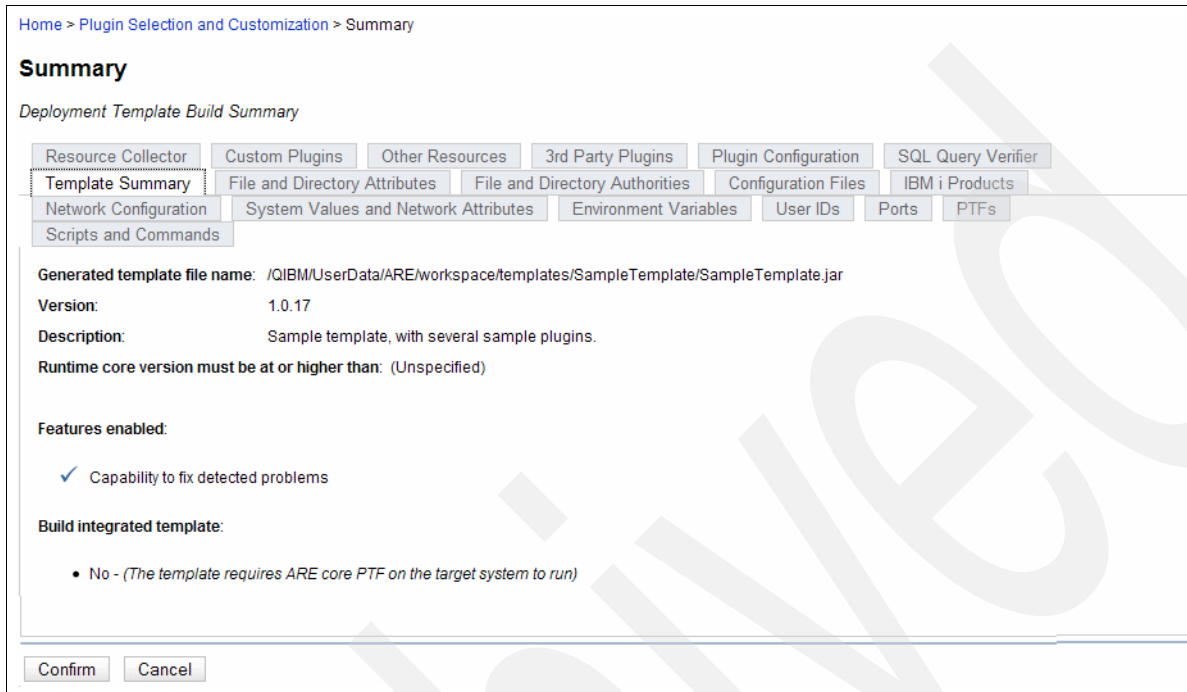 Home > Plugin Selection and Customization > Summary
Summary
Deployment Template Build Summary
Resource Collector Custom Plugins Other Resources 3rd Party Plugins Plugin Configuration SQL Query Verifier
Template Summary File and Directory Attributes File and Directory Authorities Configuration Files IBM i Products
Network Configuration System Values and Network Attributes Environment Variables User IDs Ports PTFs
Scripts and Commands
Generated template file name: /QIBM/UserData/ARE/workspace/templates/SampleTemplate/SampleTemplate.jar
Version: 1.0.17
Description: Sample template, with several sample plugins.
Runtime core version must be at or higher than: (Unspecified)
Features enabled:
✓ Capability to fix detected problems
Build integrated template:
• No - (The template requires ARE core PTF on the target system to run)
Confirm Cancel